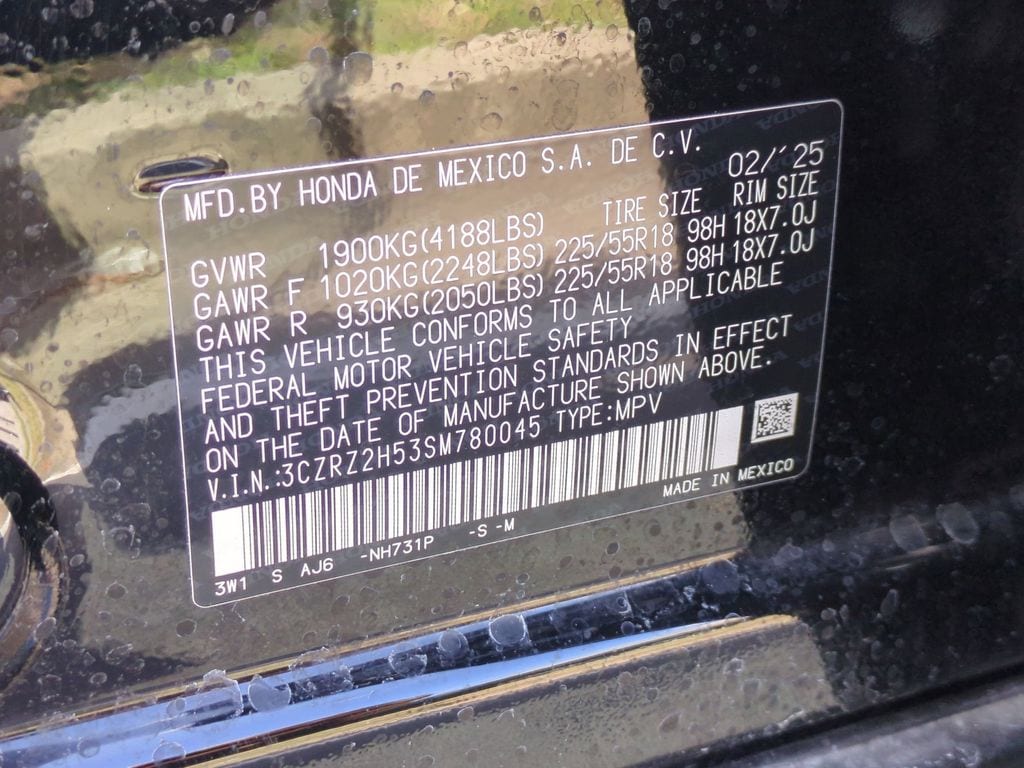 MFD.BY HONDA DE MEXICO S.A. DE C.V. 02/'25
TIRE SIZE RIM SIZE
GVWR 1900KG(4188LBS)
GAWR F 1020KG(2248LBS) 225/55R18 98H 18X7.0J
GAWR R 930KG(2050LBS) 225/55R18 98H 18X7.0J
THIS VEHICLE CONFORMS TO ALL APPLICABLE
FEDERAL MOTOR VEHICLE SAFETY
AND THEFT PREVENTION STANDARDS IN EFFECT
ON THE DATE OF MANUFACTURE SHOWN ABOVE.
V.I.N.:3CZRZ2H53SM780045 TYPE:MPV
MADE IN MEXICO
3W1 S AJ6 -NH731P -S -M